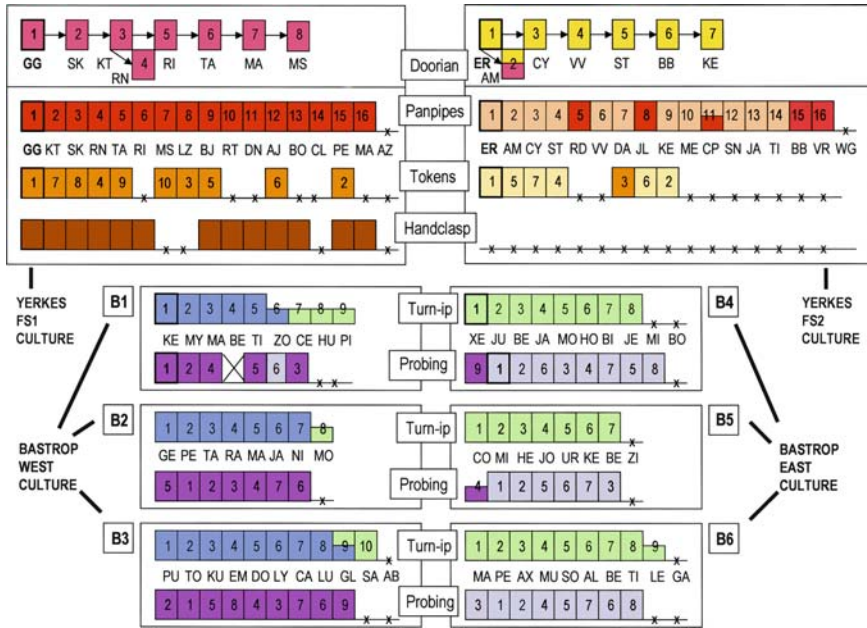 1 2 3 5 6 7 8
GG SK KT 4 RI TA MA MS
RN
Doorian
1 3 4 5 6 7
ER 2 CY VV ST BB KE
AM
Panpipes
1 2 3 4 5 6 7 8 9 10 11 12 13 14 15 16
GG KT SK RN TA RI MS LZ BJ RT DN AJ BO CL PE MA AZ
1 2 3 4 5 6 7 8 9 10 11 12 13 14 15 16
ER AM CY ST RD VV DA JL KE ME CP SN JA TI BB VR WG
Tokens
1 7 8 4 9 10 3 5 6 2
1 5 7 4 3 6 2
Handclasp
YERKES
FS1
CULTURE
YERKES
FS2
CULTURE
B1
Turn-ip
1 2 3 4 5 6 7 8 9
KE MY MA BE TI ZO CE HU PI
Probing
1 2 4 5 6 3
B4
1 2 3 4 5 6 7 8
XE JU BE JA MO HO BI JE MI BO
9 1 2 6 3 4 7 5 8
BASTROP
WEST
CULTURE
B2
Turn-ip
1 2 3 4 5 6 7 8
GE PE TA RA MA JA NI MO
Probing
5 1 2 3 4 7 6
B5
1 2 3 4 5 6 7
CO MI HE JO UR KE BE ZI
4 1 2 5 6 7 3
BASTROP
EAST
CULTURE
B3
Turn-ip
1 2 3 4 5 6 7 8 9 10
PU TO KU EM DO LY CA LU GL SA AB
Probing
2 1 5 8 4 3 7 6 9
B6
1 2 3 4 5 6 7 8 9
MA PE AX MU SO AL BE TI LE GA
3 1 2 4 5 7 6 8